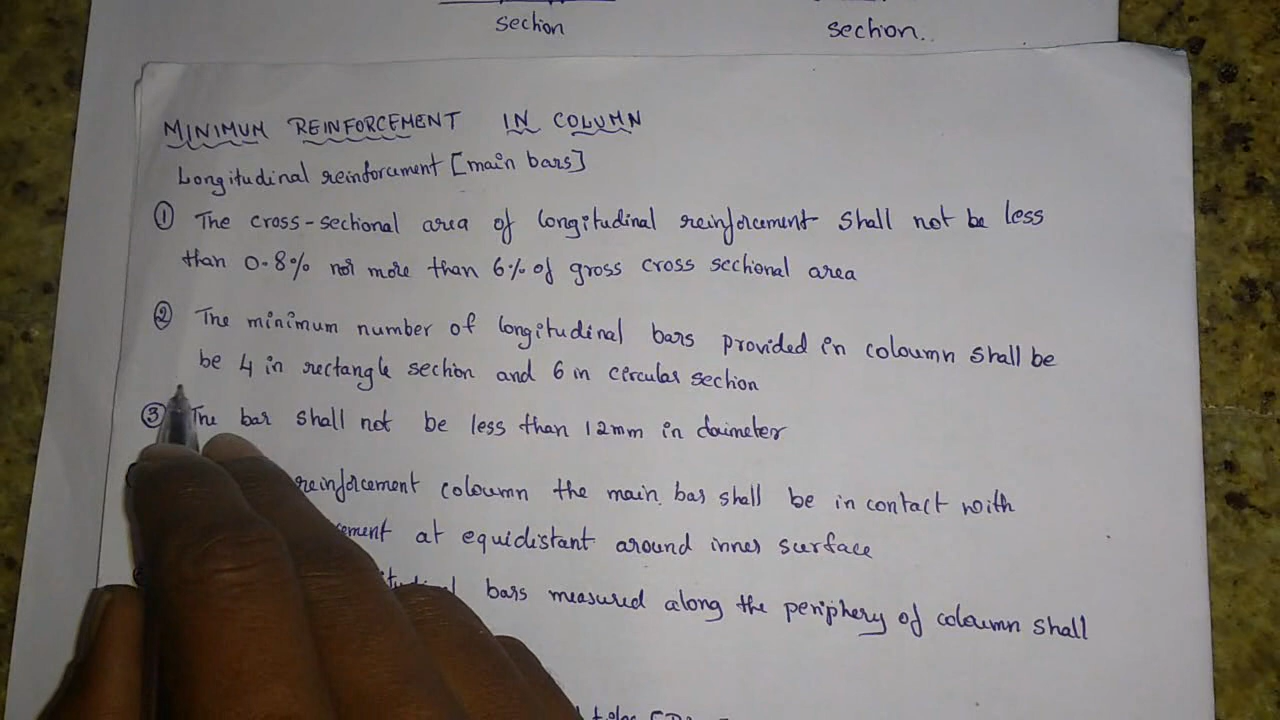 section section.
MINIMUM REINFORCEMENT IN COLUMN
Longitudinal reinforcement [main bars]
① The cross-sectional area of longitudinal reinforcement shall not be less
than 0.8% nor more than 6% of gross cross sectional area
② The minimum number of longitudinal bars provided in coloumn shall be
be 4 in rectangle section and 6 in circular section
③ The bar shall not be less than 12mm in daimeter
reinforcement coloumn the main bar shall be in contact with
at equidistant around inner surface
bars measured along the periphery of coloumn shall